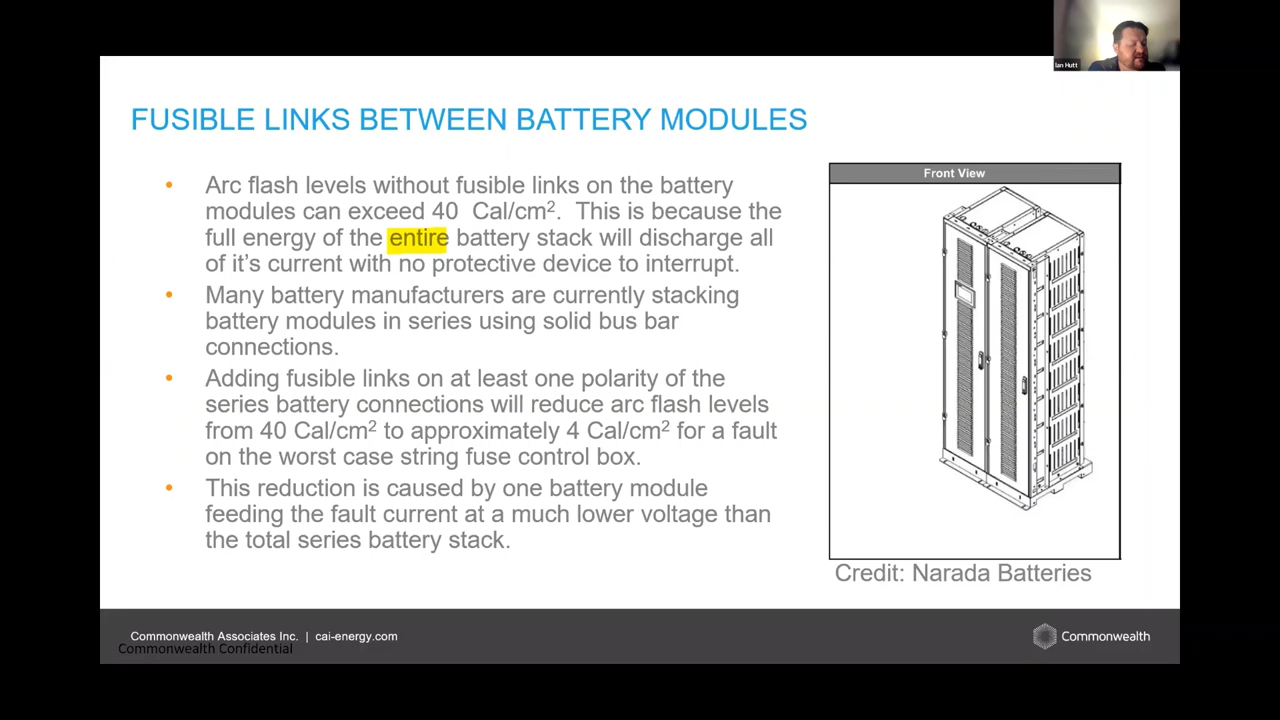 Ian Hutt
FUSIBLE LINKS BETWEEN BATTERY MODULES
• Arc flash levels without fusible links on the battery
modules can exceed 40 Cal/cm². This is because the
full energy of the entire battery stack will discharge all
of it's current with no protective device to interrupt.
• Many battery manufacturers are currently stacking
battery modules in series using solid bus bar
connections.
• Adding fusible links on at least one polarity of the
series battery connections will reduce arc flash levels
from 40 Cal/cm² to approximately 4 Cal/cm² for a fault
on the worst case string fuse control box.
• This reduction is caused by one battery module
feeding the fault current at a much lower voltage than
the total series battery stack.
Front View
Credit: Narada Batteries
Commonwealth Associates Inc. | cai-energy.com
Commonwealth Confidential
Commonwealth